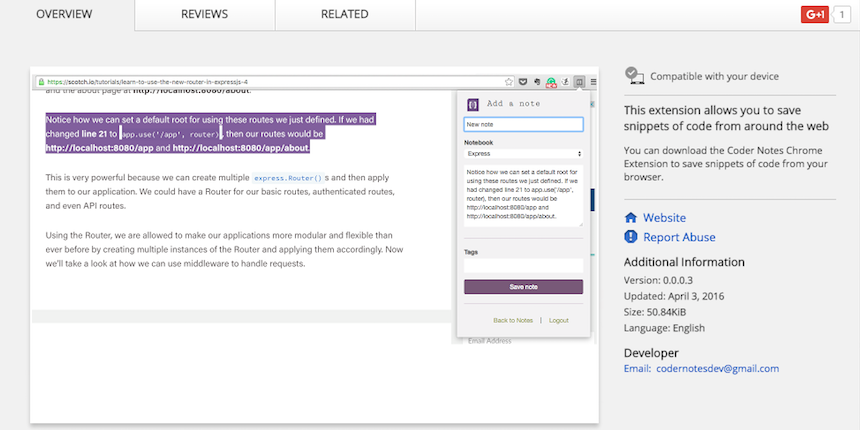 OVERVIEW
REVIEWS
RELATED
G+1
1
https://scotch.io/tutorials/learn-to-use-the-new-router-in-expressjs-4
and the about page at http://localhost:8080/about.
Notice how we can set a default root for using these routes we just defined. If we had
changed line 21 to app.use('/app', router), then our routes would be
http://localhost:8080/app and http://localhost:8080/app/about.
This is very powerful because we can create multiple express.Router() s and then apply
them to our application. We could have a Router for our basic routes, authenticated routes,
and even API routes.
Using the Router, we are allowed to make our applications more modular and flexible than
ever before by creating multiple instances of the Router and applying them accordingly. Now
we'll take a look at how we can use middleware to handle requests.
Add a note
New note
Notebook
Express
Notice how we can set a default root for
using these routes we just defined. If we
had changed line 21 to app.use('/app',
router), then our routes would be
http://localhost:8080/app and
http://localhost:8080/app/about.
Tags
Save note
Back to Notes | Logout
Email Address
Compatible with your device
This extension allows you to save
snippets of code from around the web
You can download the Coder Notes Chrome
Extension to save snippets of code from your
browser.
Website
Report Abuse
Additional Information
Version: 0.0.0.3
Updated: April 3, 2016
Size: 50.84KiB
Language: English
Developer
Email: codernotesdev@gmail.com